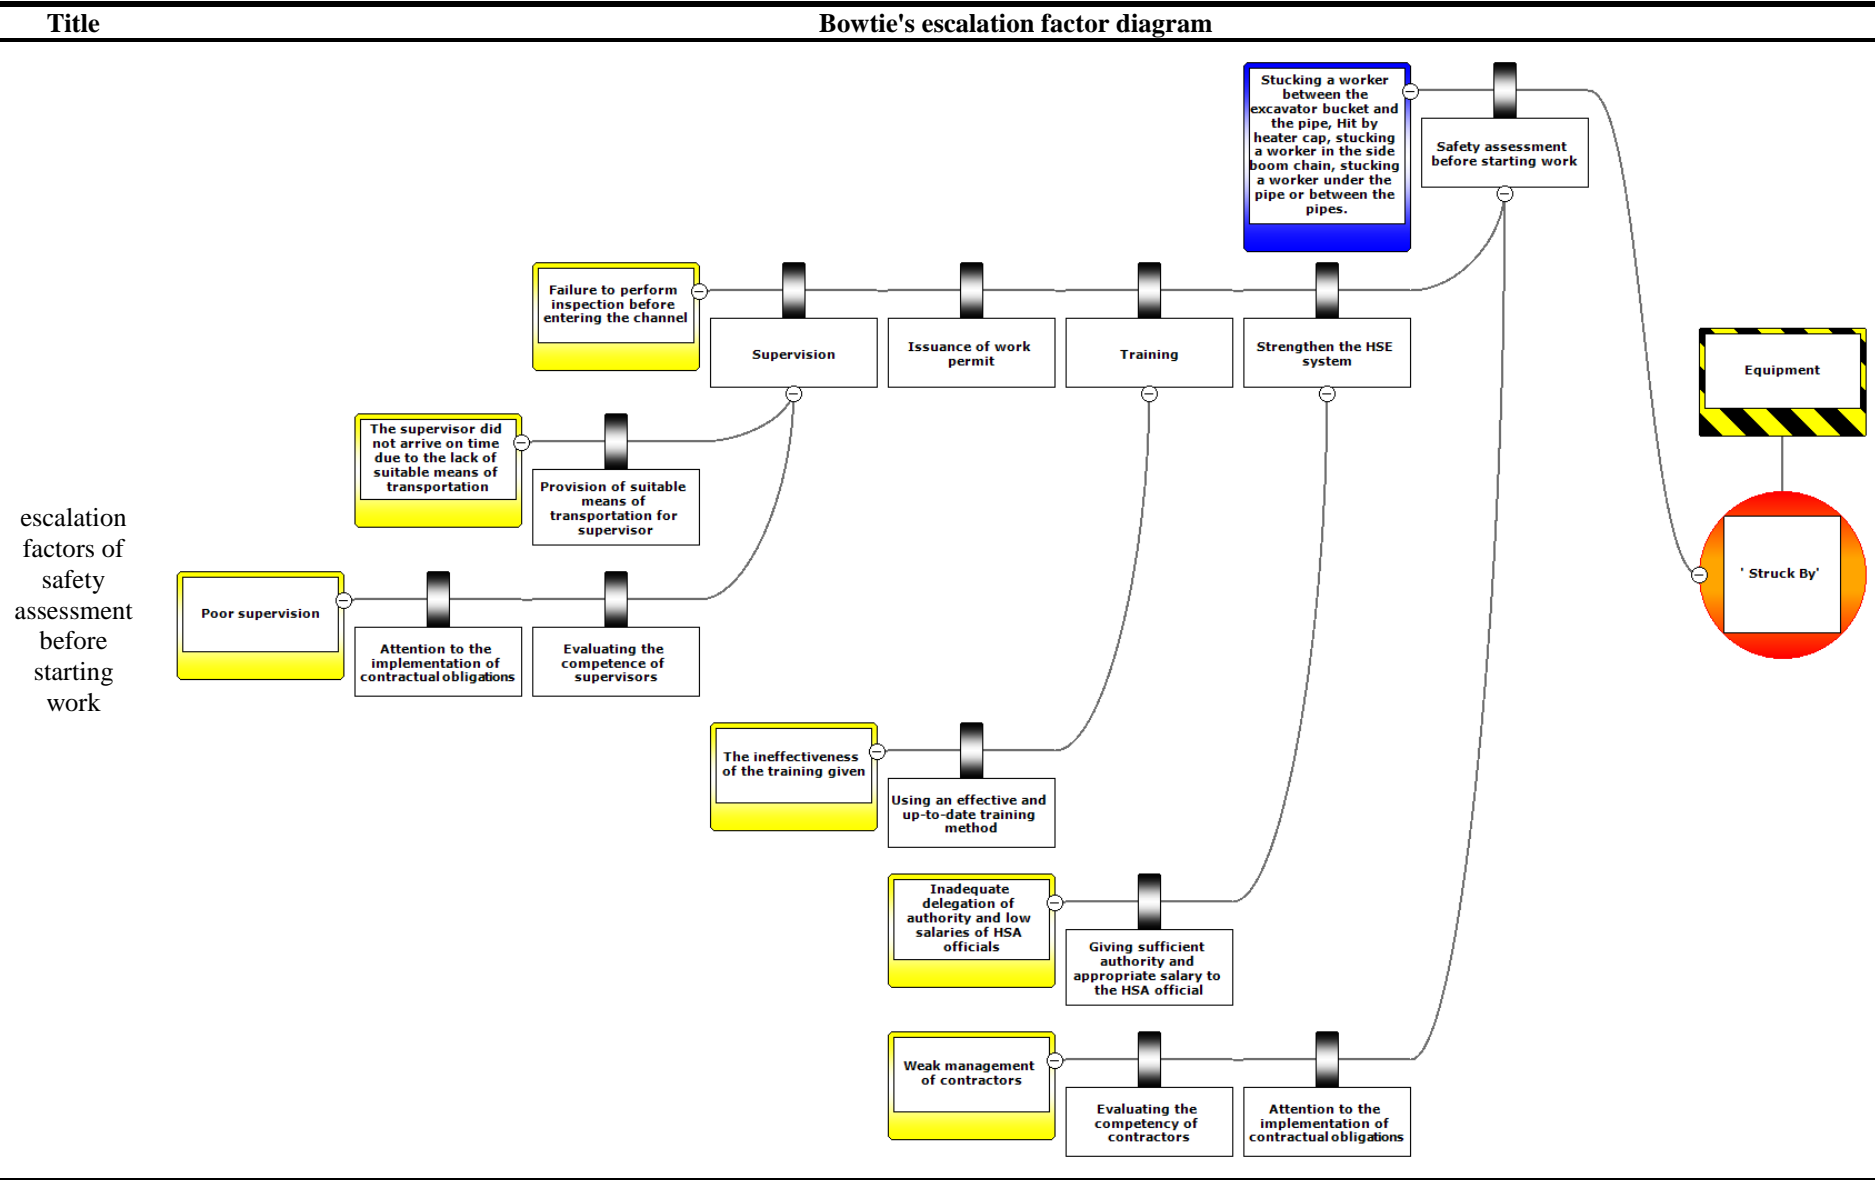 Title
Bowtie's escalation factor diagram
Stucking a worker
between the
excavator bucket and
the pipe, Hit by
heater cap, stucking
a worker in the side
boom chain, stucking
a worker under the
pipe or between the
pipes.
Safety assessment
before starting work
Failure to perform
inspection before
entering the channel
Supervision
Issuance of work
permit
Training
Strengthen the HSE
system
Equipment
The supervisor did
not arrive on time
due to the lack of
suitable means of
transportation
Provision of suitable
means of
transportation for
supervisor
escalation
factors of
safety
assessment
before
starting
work
' Struck By'
Poor supervision
Attention to the
implementation of
contractual obligations
Evaluating the
competence of
supervisors
The ineffectiveness
of the training given
Using an effective and
up-to-date training
method
Inadequate
delegation of
authority and low
salaries of HSA
officials
Giving sufficient
authority and
appropriate salary to
the HSA official
Weak management
of contractors
Evaluating the
competency of
contractors
Attention to the
implementation of
contractual obligations